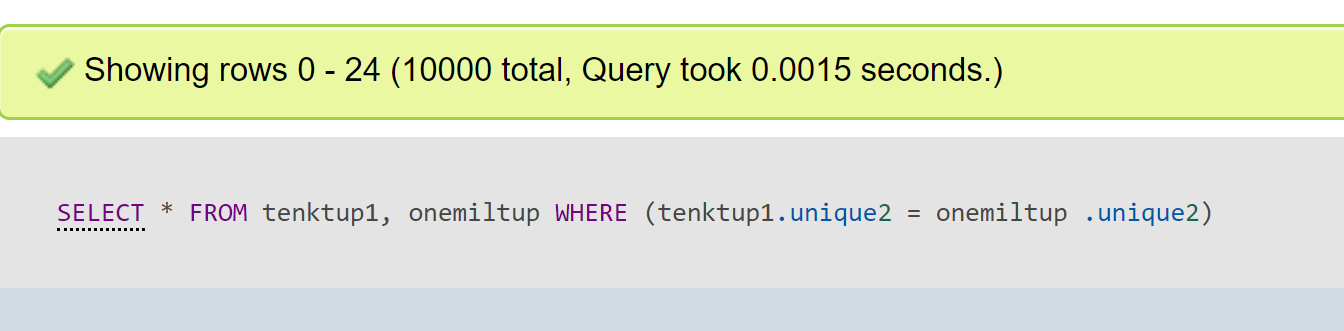 Showing rows 0 - 24 (10000 total, Query took 0.0015 seconds.)
SELECT * FROM tenktup1, onemiltup WHERE (tenktup1.unique2 = onemiltup .unique2)